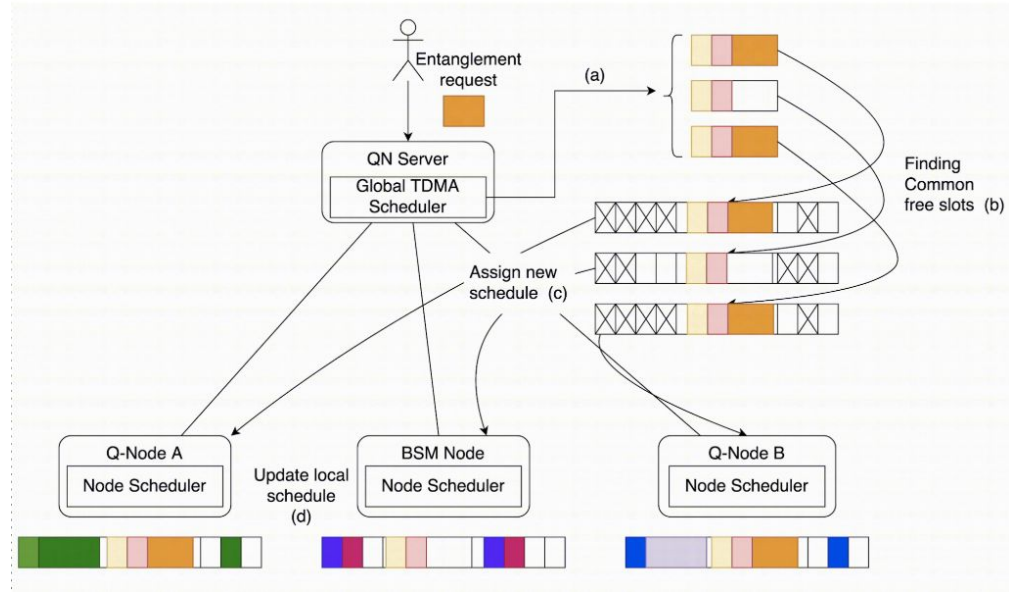 Entanglement
request
(a)
QN Server
Global TDMA
Scheduler
Finding
Common
free slots (b)
Assign new
schedule (c)
Q-Node A
Node Scheduler
Update local
schedule
(d)
BSM Node
Node Scheduler
Q-Node B
Node Scheduler